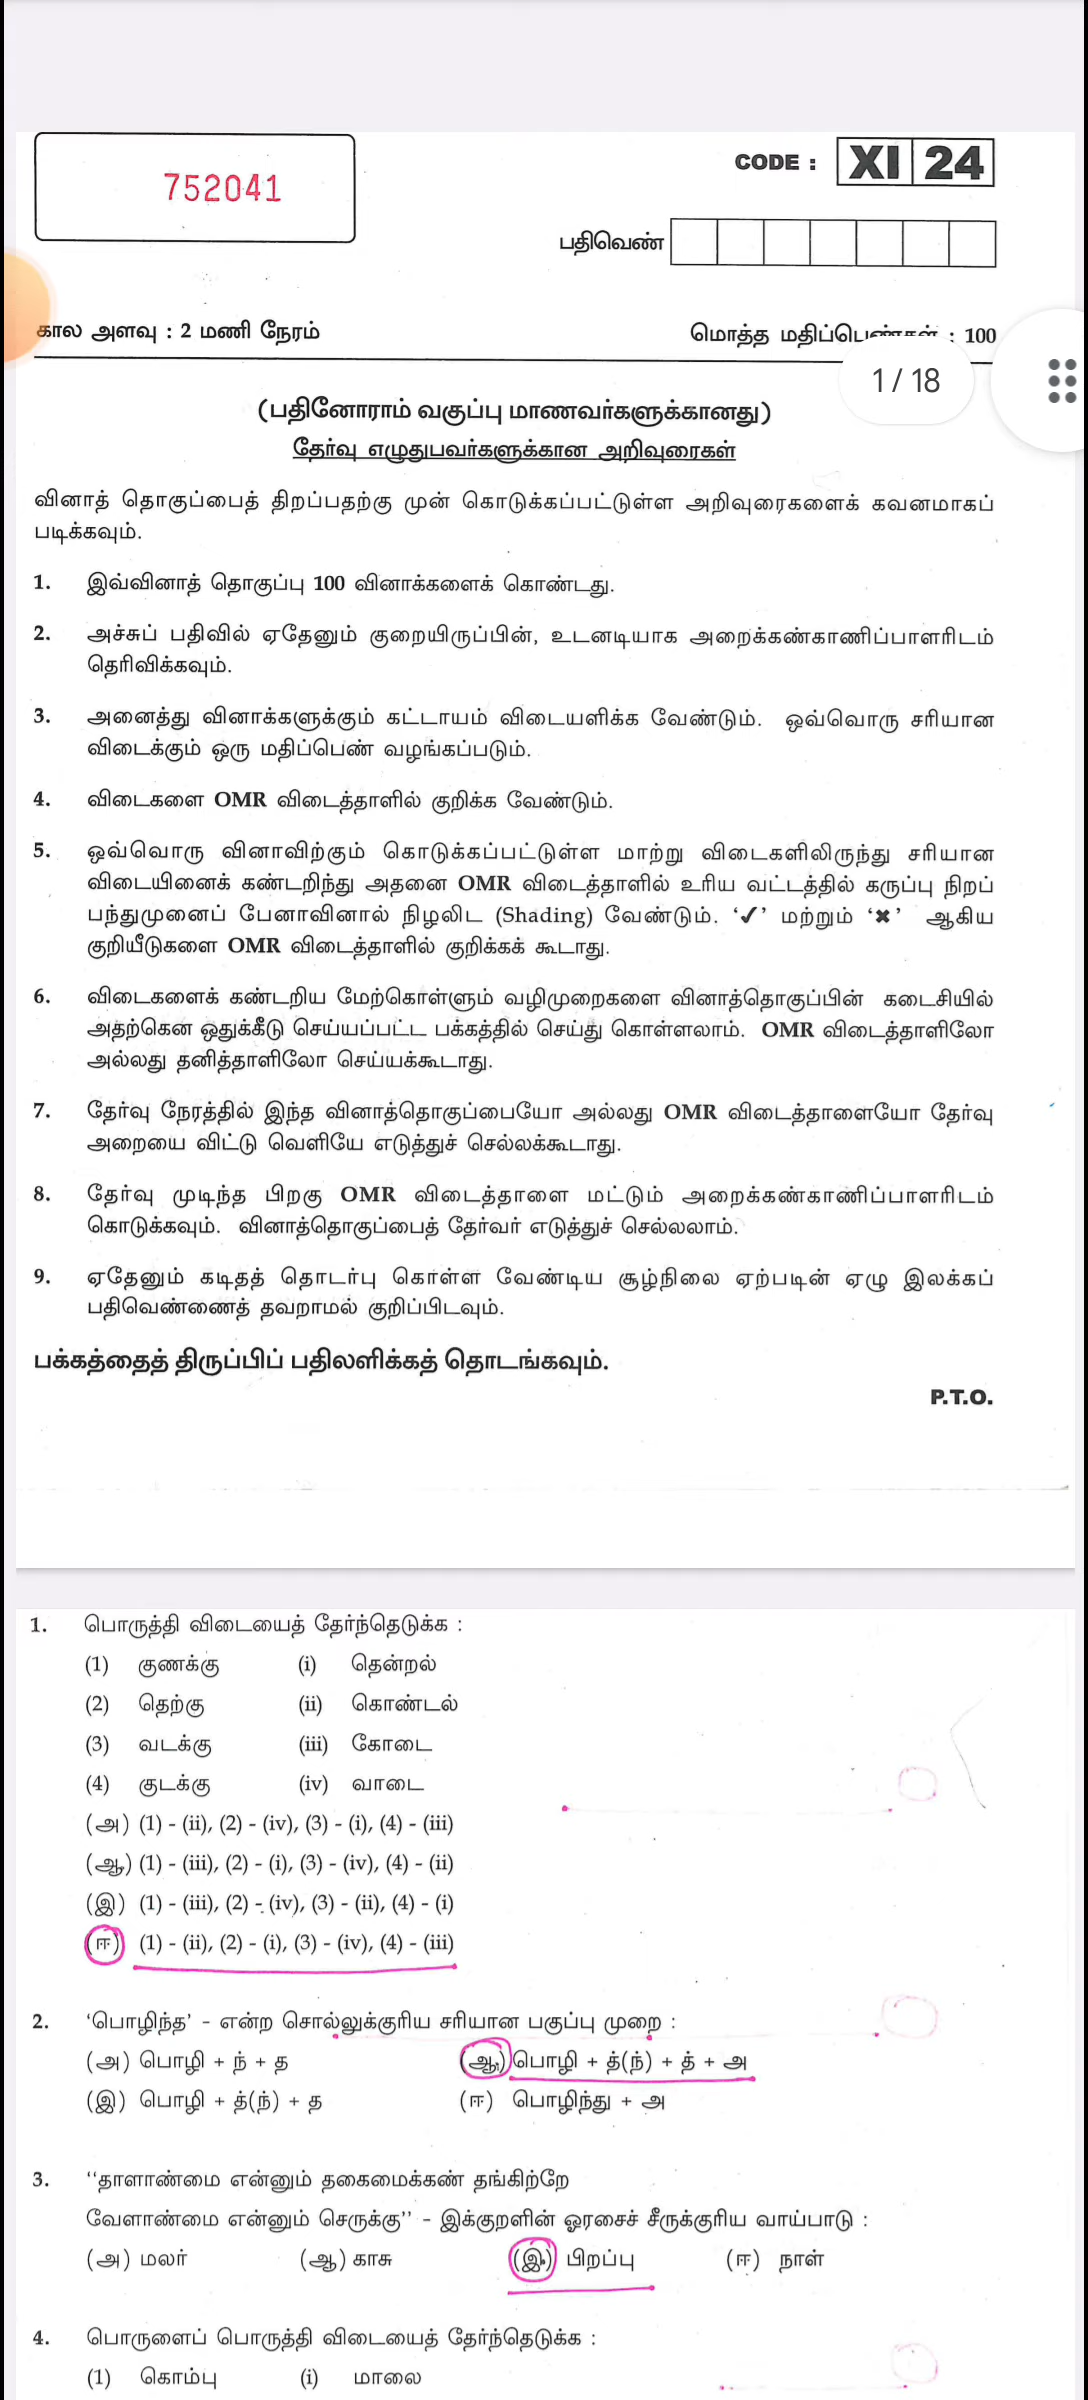 752041
CODE : XI 24
பதிவெண்
கால அளவு : 2 மணி நேரம்
மொத்த மதிப்பெண்கள் : 100
1 / 18
(பதினோராம் வகுப்பு மாணவர்களுக்கானது)
தேர்வு எழுதுபவர்களுக்கான அறிவுரைகள்
வினாத் தொகுப்பைத் திறப்பதற்கு முன் கொடுக்கப்பட்டுள்ள அறிவுரைகளைக் கவனமாகப்
படிக்கவும்.
1. இவ்வினாத் தொகுப்பு 100 வினாக்களைக் கொண்டது.
2. அச்சுப் பதிவில் ஏதேனும் குறையிருப்பின், உடனடியாக அறைக்கண்காணிப்பாளரிடம்
தெரிவிக்கவும்.
3. அனைத்து வினாக்களுக்கும் கட்டாயம் விடையளிக்க வேண்டும். ஒவ்வொரு சரியான
விடைக்கும் ஒரு மதிப்பெண் வழங்கப்படும்.
4. விடைகளை OMR விடைத்தாளில் குறிக்க வேண்டும்.
5. ஒவ்வொரு வினாவிற்கும் கொடுக்கப்பட்டுள்ள மாற்று விடைகளிலிருந்து சரியான
விடையினைக் கண்டறிந்து அதனை OMR விடைத்தாளில் உரிய வட்டத்தில் கருப்பு நிறப்
பந்துமுனைப் பேனாவினால் நிழலிட (Shading) வேண்டும். ‘✓’ மற்றும் ‘✖’ ஆகிய
குறியீடுகளை OMR விடைத்தாளில் குறிக்கக் கூடாது.
6. விடைகளைக் கண்டறிய மேற்கொள்ளும் வழிமுறைகளை வினாத்தொகுப்பின் கடைசியில்
அதற்கென ஒதுக்கீடு செய்யப்பட்ட பக்கத்தில் செய்து கொள்ளலாம். OMR விடைத்தாளிலோ
அல்லது தனித்தாளிலோ செய்யக்கூடாது.
7. தேர்வு நேரத்தில் இந்த வினாத்தொகுப்பையோ அல்லது OMR விடைத்தாளையோ தேர்வு
அறையை விட்டு வெளியே எடுத்துச் செல்லக்கூடாது.
8. தேர்வு முடிந்த பிறகு OMR விடைத்தாளை மட்டும் அறைக்கண்காணிப்பாளரிடம்
கொடுக்கவும். வினாத்தொகுப்பைத் தேர்வர் எடுத்துச் செல்லலாம்.
9. ஏதேனும் கடிதத் தொடர்பு கொள்ள வேண்டிய சூழ்நிலை ஏற்படின் ஏழு இலக்கப்
பதிவெண்ணைத் தவறாமல் குறிப்பிடவும்.
பக்கத்தைத் திருப்பிப் பதிலளிக்கத் தொடங்கவும்.
P.T.O.
1. பொருத்தி விடையைத் தேர்ந்தெடுக்க :
(1) குணக்கு (i) தென்றல்
(2) தெற்கு (ii) கொண்டல்
(3) வடக்கு (iii) கோடை
(4) குடக்கு (iv) வாடை
(அ) (1) - (ii), (2) - (iv), (3) - (i), (4) - (iii)
(ஆ) (1) - (iii), (2) - (i), (3) - (iv), (4) - (ii)
(இ) (1) - (iii), (2) - (iv), (3) - (ii), (4) - (i)
(ஈ) (1) - (ii), (2) - (i), (3) - (iv), (4) - (iii)
2. ‘பொழிந்த’ - என்ற சொல்லுக்குரிய சரியான பகுப்பு முறை :
(அ) பொழி + ந் + த (ஆ) பொழி + த்(ந்) + த் + அ
(இ) பொழி + த்(ந்) + த (ஈ) பொழிந்து + அ
3. ‘‘தாளாண்மை என்னும் தகைமைக்கண் தங்கிற்றே
வேளாண்மை என்னும் செருக்கு’’ - இக்குறளின் ஓரசைச் சீருக்குரிய வாய்பாடு :
(அ) மலர் (ஆ) காசு (இ) பிறப்பு (ஈ) நாள்
4. பொருளைப் பொருத்தி விடையைத் தேர்ந்தெடுக்க :
(1) கொம்பு (i) மாலை